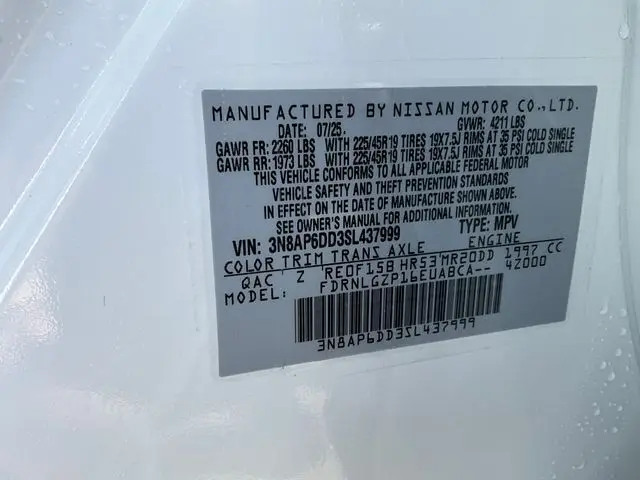 MANUFACTURED BY NISSAN MOTOR CO.,LTD.
DATE: 07/25. GVWR: 4211 LBS
GAWR FR: 2260 LBS WITH 225/45R19 TIRES 19X7.5J RIMS AT 35 PSI COLD SINGLE
GAWR RR: 1973 LBS WITH 225/45R19 TIRES 19X7.5J RIMS AT 35 PSI COLD SINGLE
THIS VEHICLE CONFORMS TO ALL APPLICABLE FEDERAL MOTOR
VEHICLE SAFETY AND THEFT PREVENTION STANDARDS
IN EFFECT ON THE DATE OF MANUFACTURE SHOWN ABOVE.
SEE OWNER'S MANUAL FOR ADDITIONAL INFORMATION.
VIN: 3N8AP6DD3SL437999 TYPE: MPV
COLOR TRIM TRANS AXLE ENGINE
QAC Z RE0F15B HR53 MR20DD 1997 CC
MODEL: FDRNLGZP16EUABCA-- 42000
3N8AP6DD3SL437999